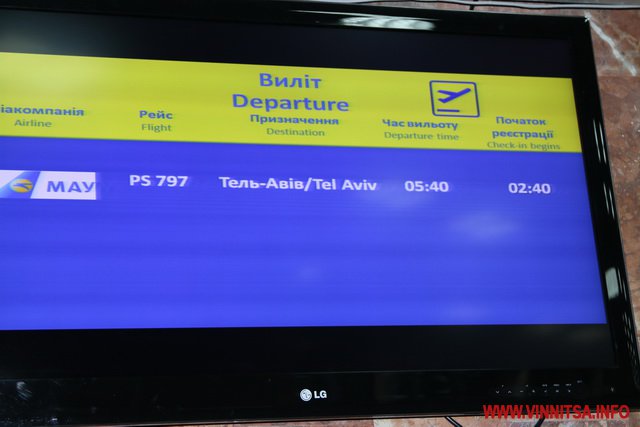 Виліт
Departure
іакомпанія
Airline
Рейс
Flight
Призначення
Destination
Час вильоту
Departure time
Початок
реєстрації
Check-in begins
МАУ PS 797 Тель-Авів/Tel Aviv 05:40 02:40
LG
WWW.VINNITSA.INFO